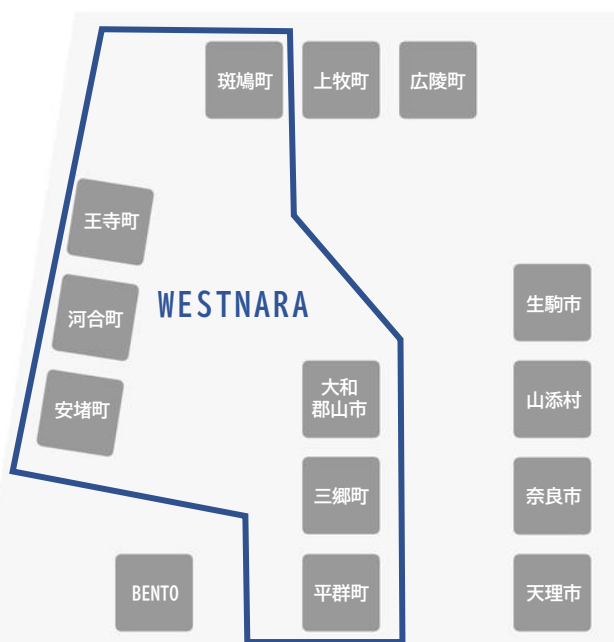 斑鳩町
上牧町
広陵町
王寺町
河合町
安堵町
WESTNARA
大和
郡山市
三郷町
平群町
生駒市
山添村
奈良市
天理市
BENTO